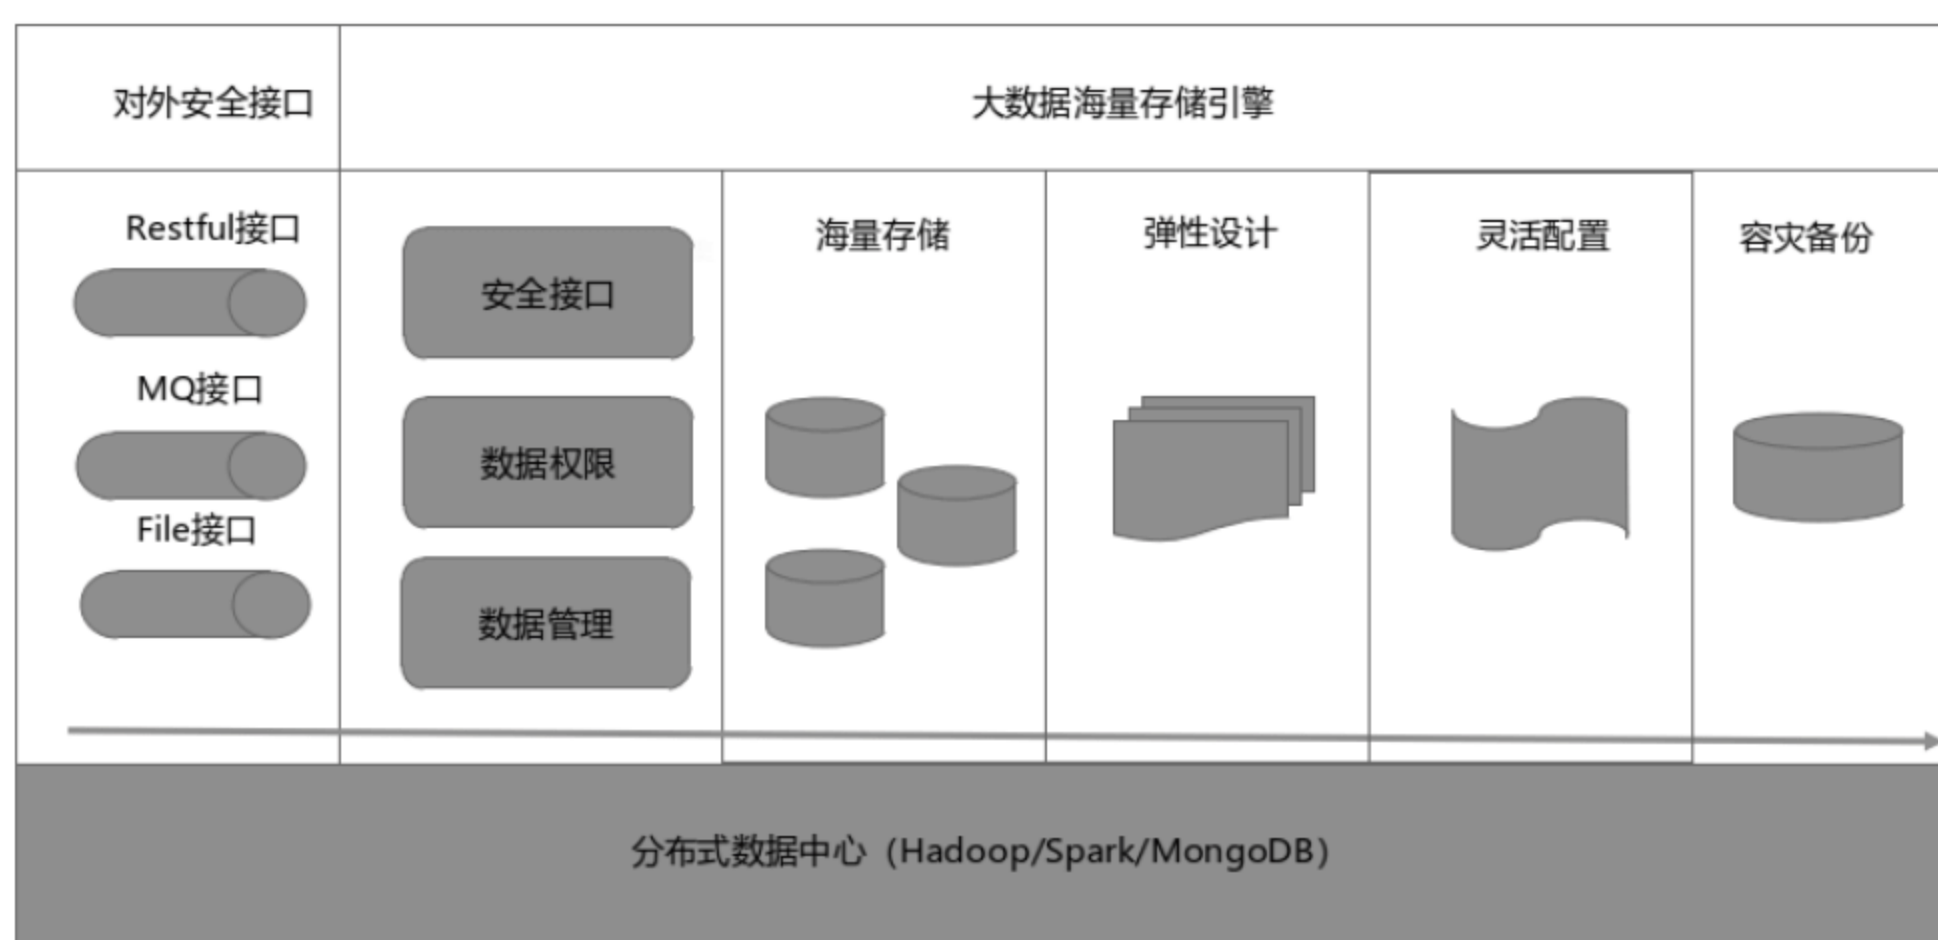 对外安全接口
大数据海量存储引擎
Restful接口
MQ接口
File接口
安全接口
数据权限
数据管理
海量存储
弹性设计
灵活配置
容灾备份
分布式数据中心（Hadoop/Spark/MongoDB）